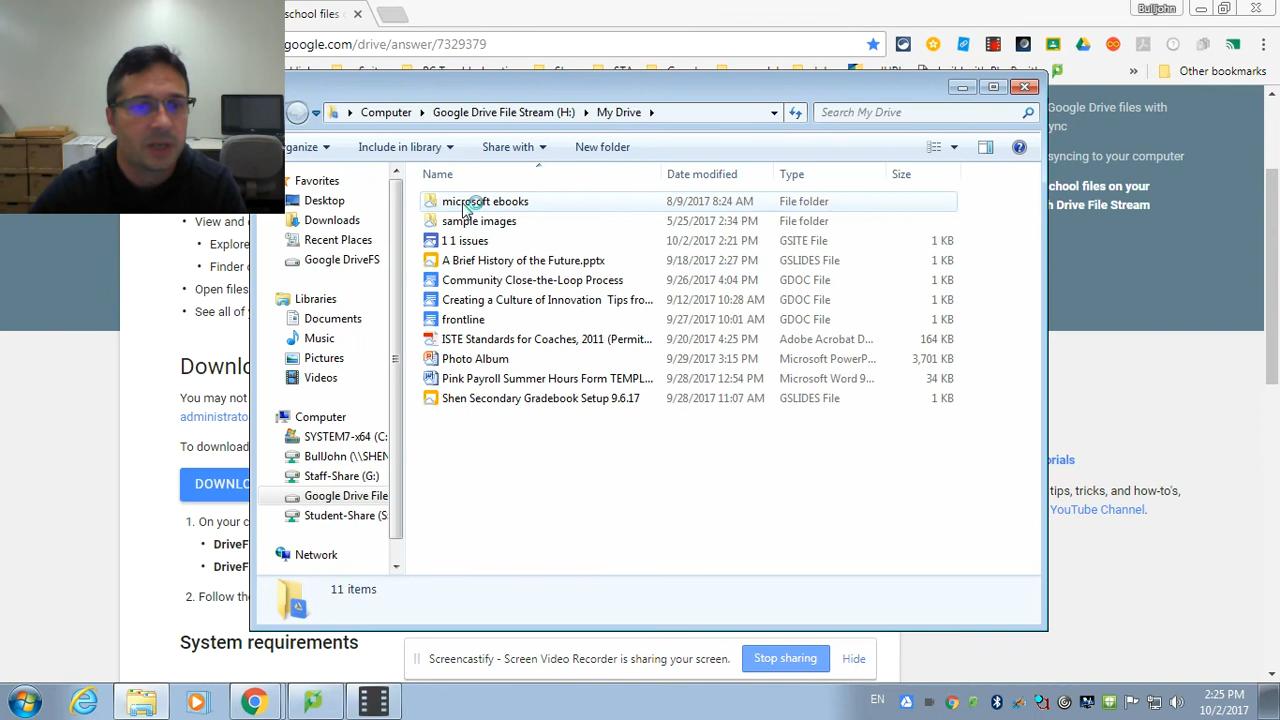 school files
Bulljohn
google.com/drive/answer/7329379
Other bookmarks
Computer
Google Drive File Stream (H:)
My Drive
Search My Drive
Include in library
Share with
New folder
Name
Date modified
Type
Size
Favorites
Desktop
Downloads
Recent Places
Google DriveFS
Libraries
Documents
Music
Pictures
Videos
Computer
SYSTEM7-x64 (C:
BullJohn (\\SHEN
Staff-Share (G:)
Google Drive File
Student-Share (S:
Network
microsoft ebooks 8/9/2017 8:24 AM File folder
sample images 5/25/2017 2:34 PM File folder
1 1 issues 10/2/2017 2:21 PM GSITE File 1 KB
A Brief History of the Future.pptx 9/18/2017 2:27 PM GSLIDES File 1 KB
Community Close-the-Loop Process 9/26/2017 4:04 PM GDOC File 1 KB
Creating a Culture of Innovation Tips fro... 9/12/2017 10:28 AM GDOC File 1 KB
frontline 9/27/2017 10:01 AM GDOC File 1 KB
ISTE Standards for Coaches, 2011 (Permit... 9/20/2017 4:25 PM Adobe Acrobat D... 164 KB
Photo Album 9/29/2017 3:15 PM Microsoft PowerP... 3,701 KB
Pink Payroll Summer Hours Form TEMPL... 9/28/2017 12:54 PM Microsoft Word 9... 34 KB
Shen Secondary Gradebook Setup 9.6.17 9/28/2017 11:07 AM GSLIDES File 1 KB
11 items
Google Drive files with
syncing to your computer
school files on your
Drive File Stream
View and
Explore
Finder
Open files
See all of
You may not
administrato
To download
1. On your c
DriveF
DriveF
2. Follow the
System requirements
tips, tricks, and how-to's,
YouTube Channel.
Screencastify - Screen Video Recorder is sharing your screen.
Stop sharing
Hide
EN
2:25 PM
10/2/2017